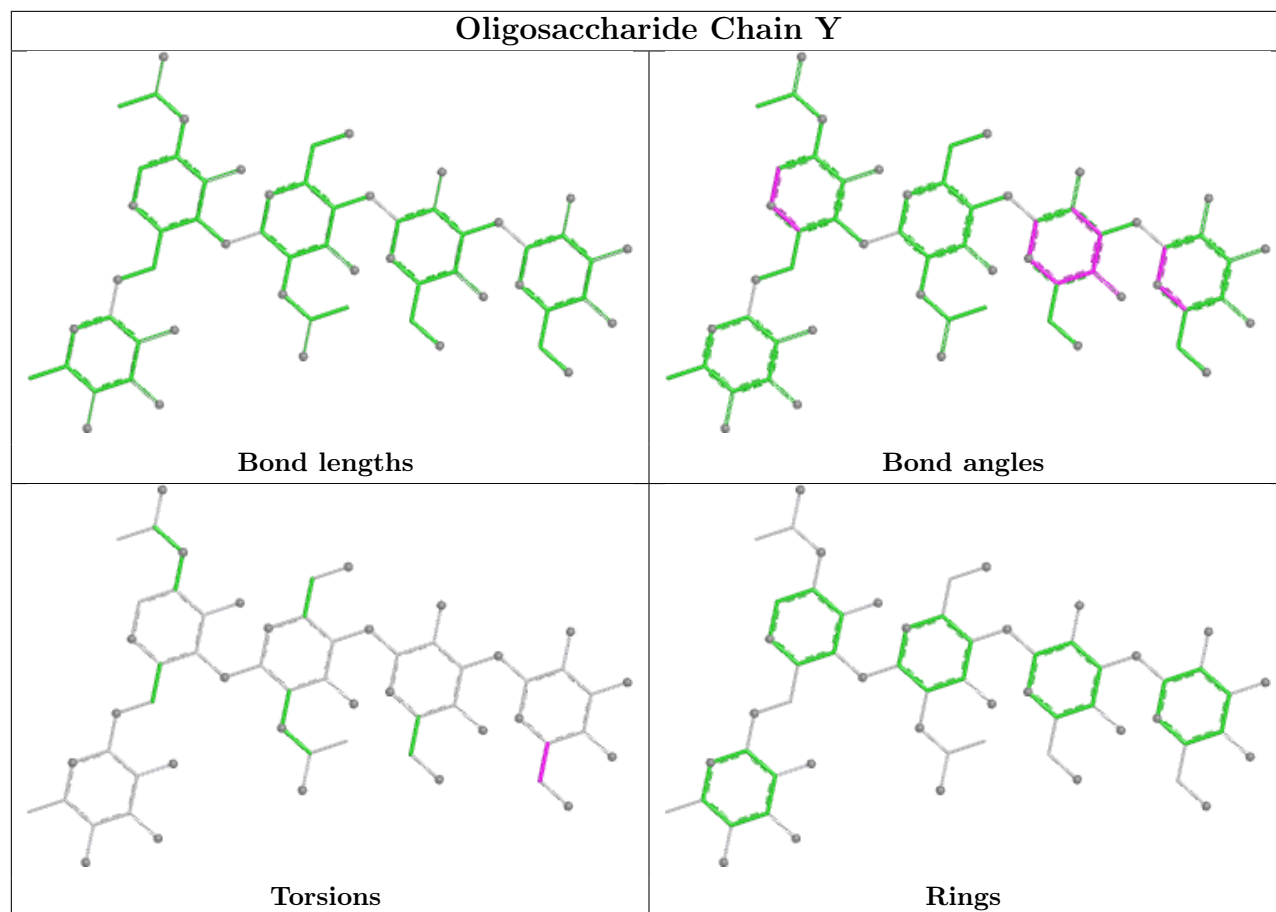 Oligosaccharide Chain Y
Bond lengths
Bond angles
Torsions
Rings